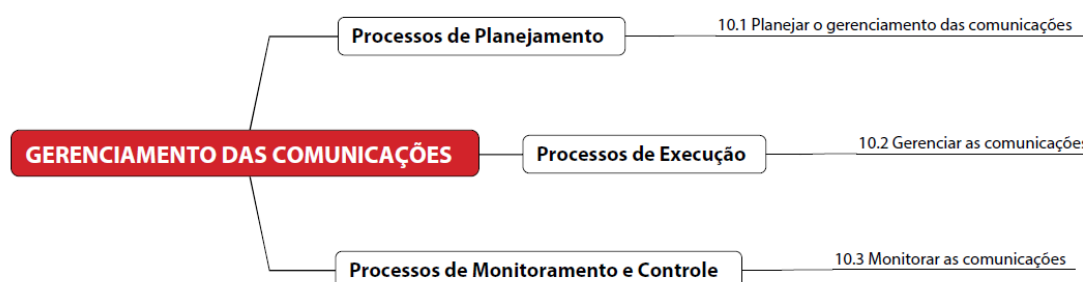 Processos de Planejamento
10.1 Planejar o gerenciamento das comunicações
GERENCIAMENTO DAS COMUNICAÇÕES
Processos de Execução
10.2 Gerenciar as comunicações
Processos de Monitoramento e Controle
10.3 Monitorar as comunicações